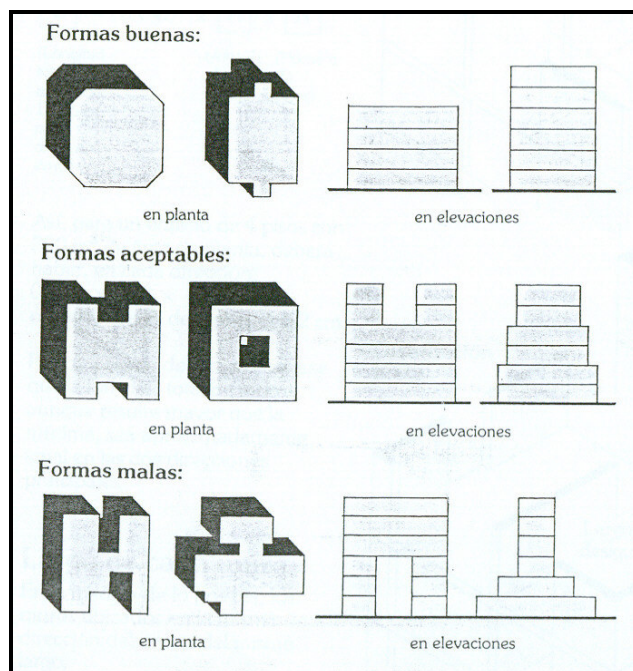 Formas buenas:
en planta
en elevaciones
Formas aceptables:
en planta
en elevaciones
Formas malas:
en planta
en elevaciones